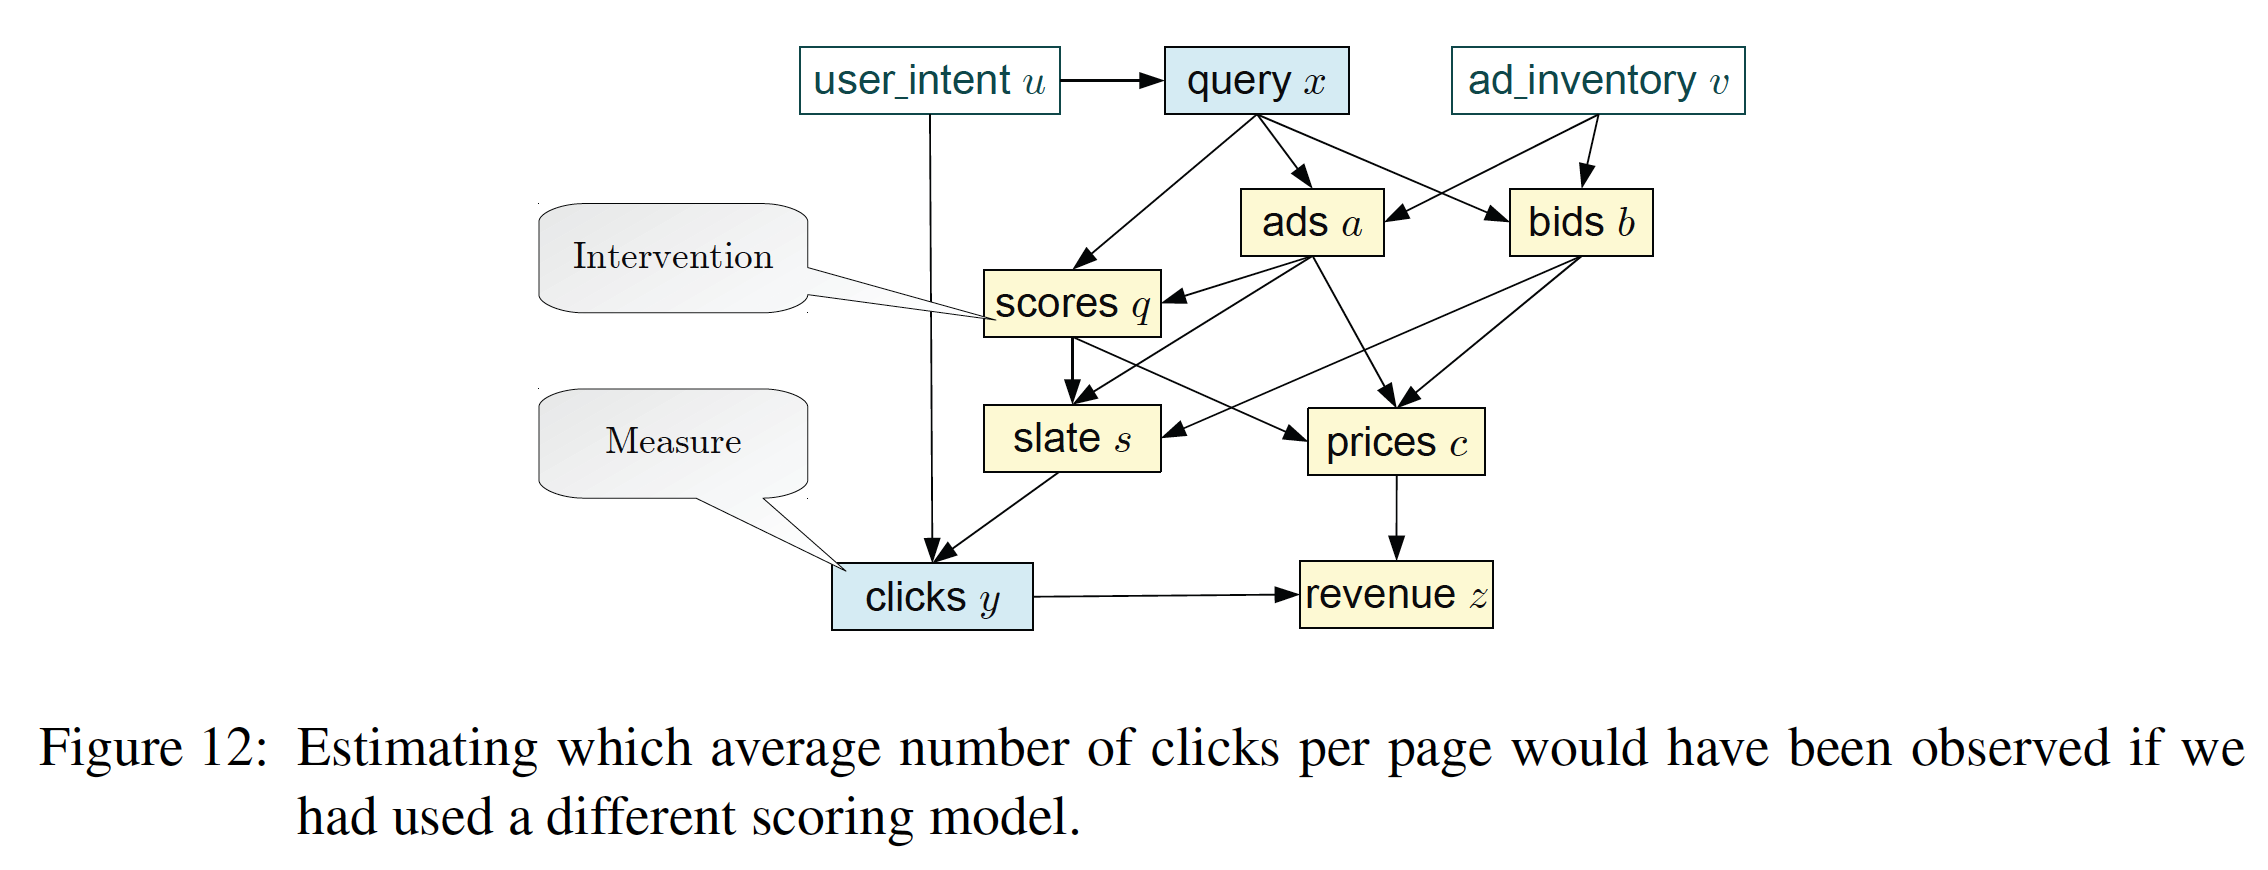 user_intent u
query x
ad_inventory v
ads a
bids b
Intervention
scores q
Measure
slate s
prices c
clicks y
revenue z
Figure 12: Estimating which average number of clicks per page would have been observed if we
had used a different scoring model.